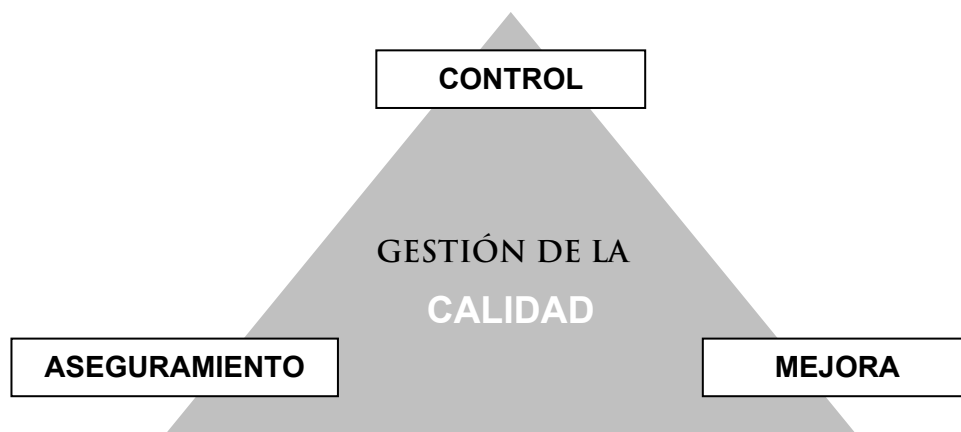 CONTROL
GESTIÓN DE LA
CALIDAD
ASEGURAMIENTO
MEJORA